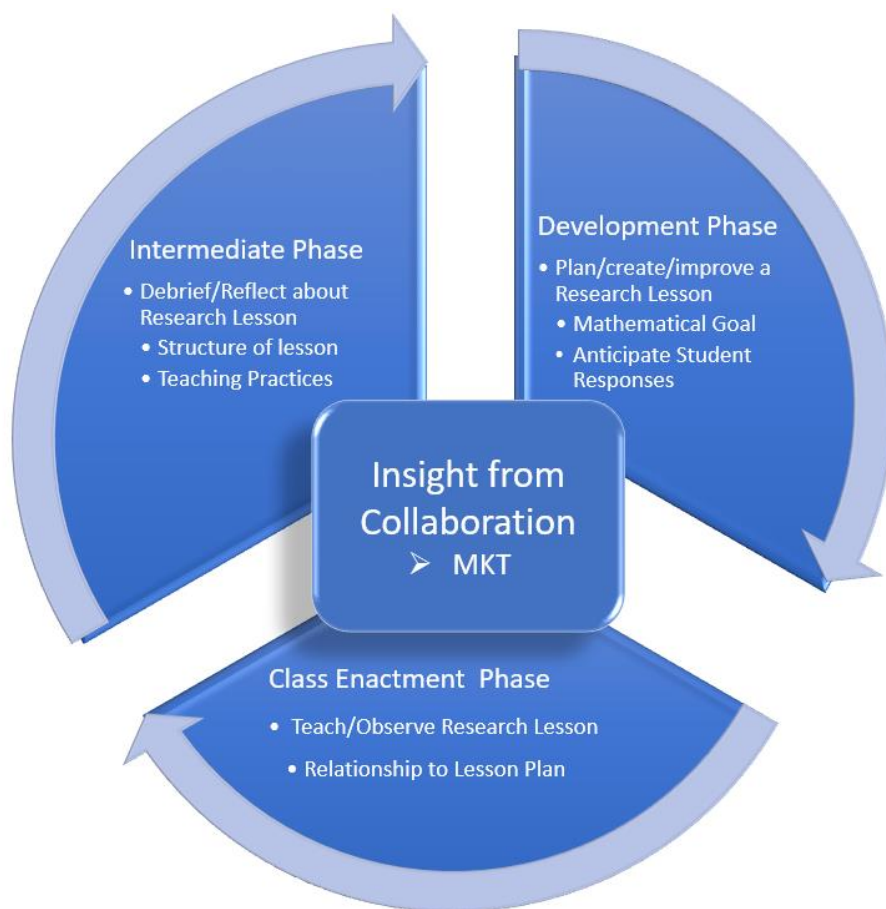 Intermediate Phase
• Debrief/Reflect about
Research Lesson
• Structure of lesson
• Teaching Practices
Development Phase
• Plan/create/improve a
Research Lesson
• Mathematical Goal
• Anticipate Student
Responses
Insight from
Collaboration
➢ MKT
Class Enactment Phase
• Teach/Observe Research Lesson
• Relationship to Lesson Plan